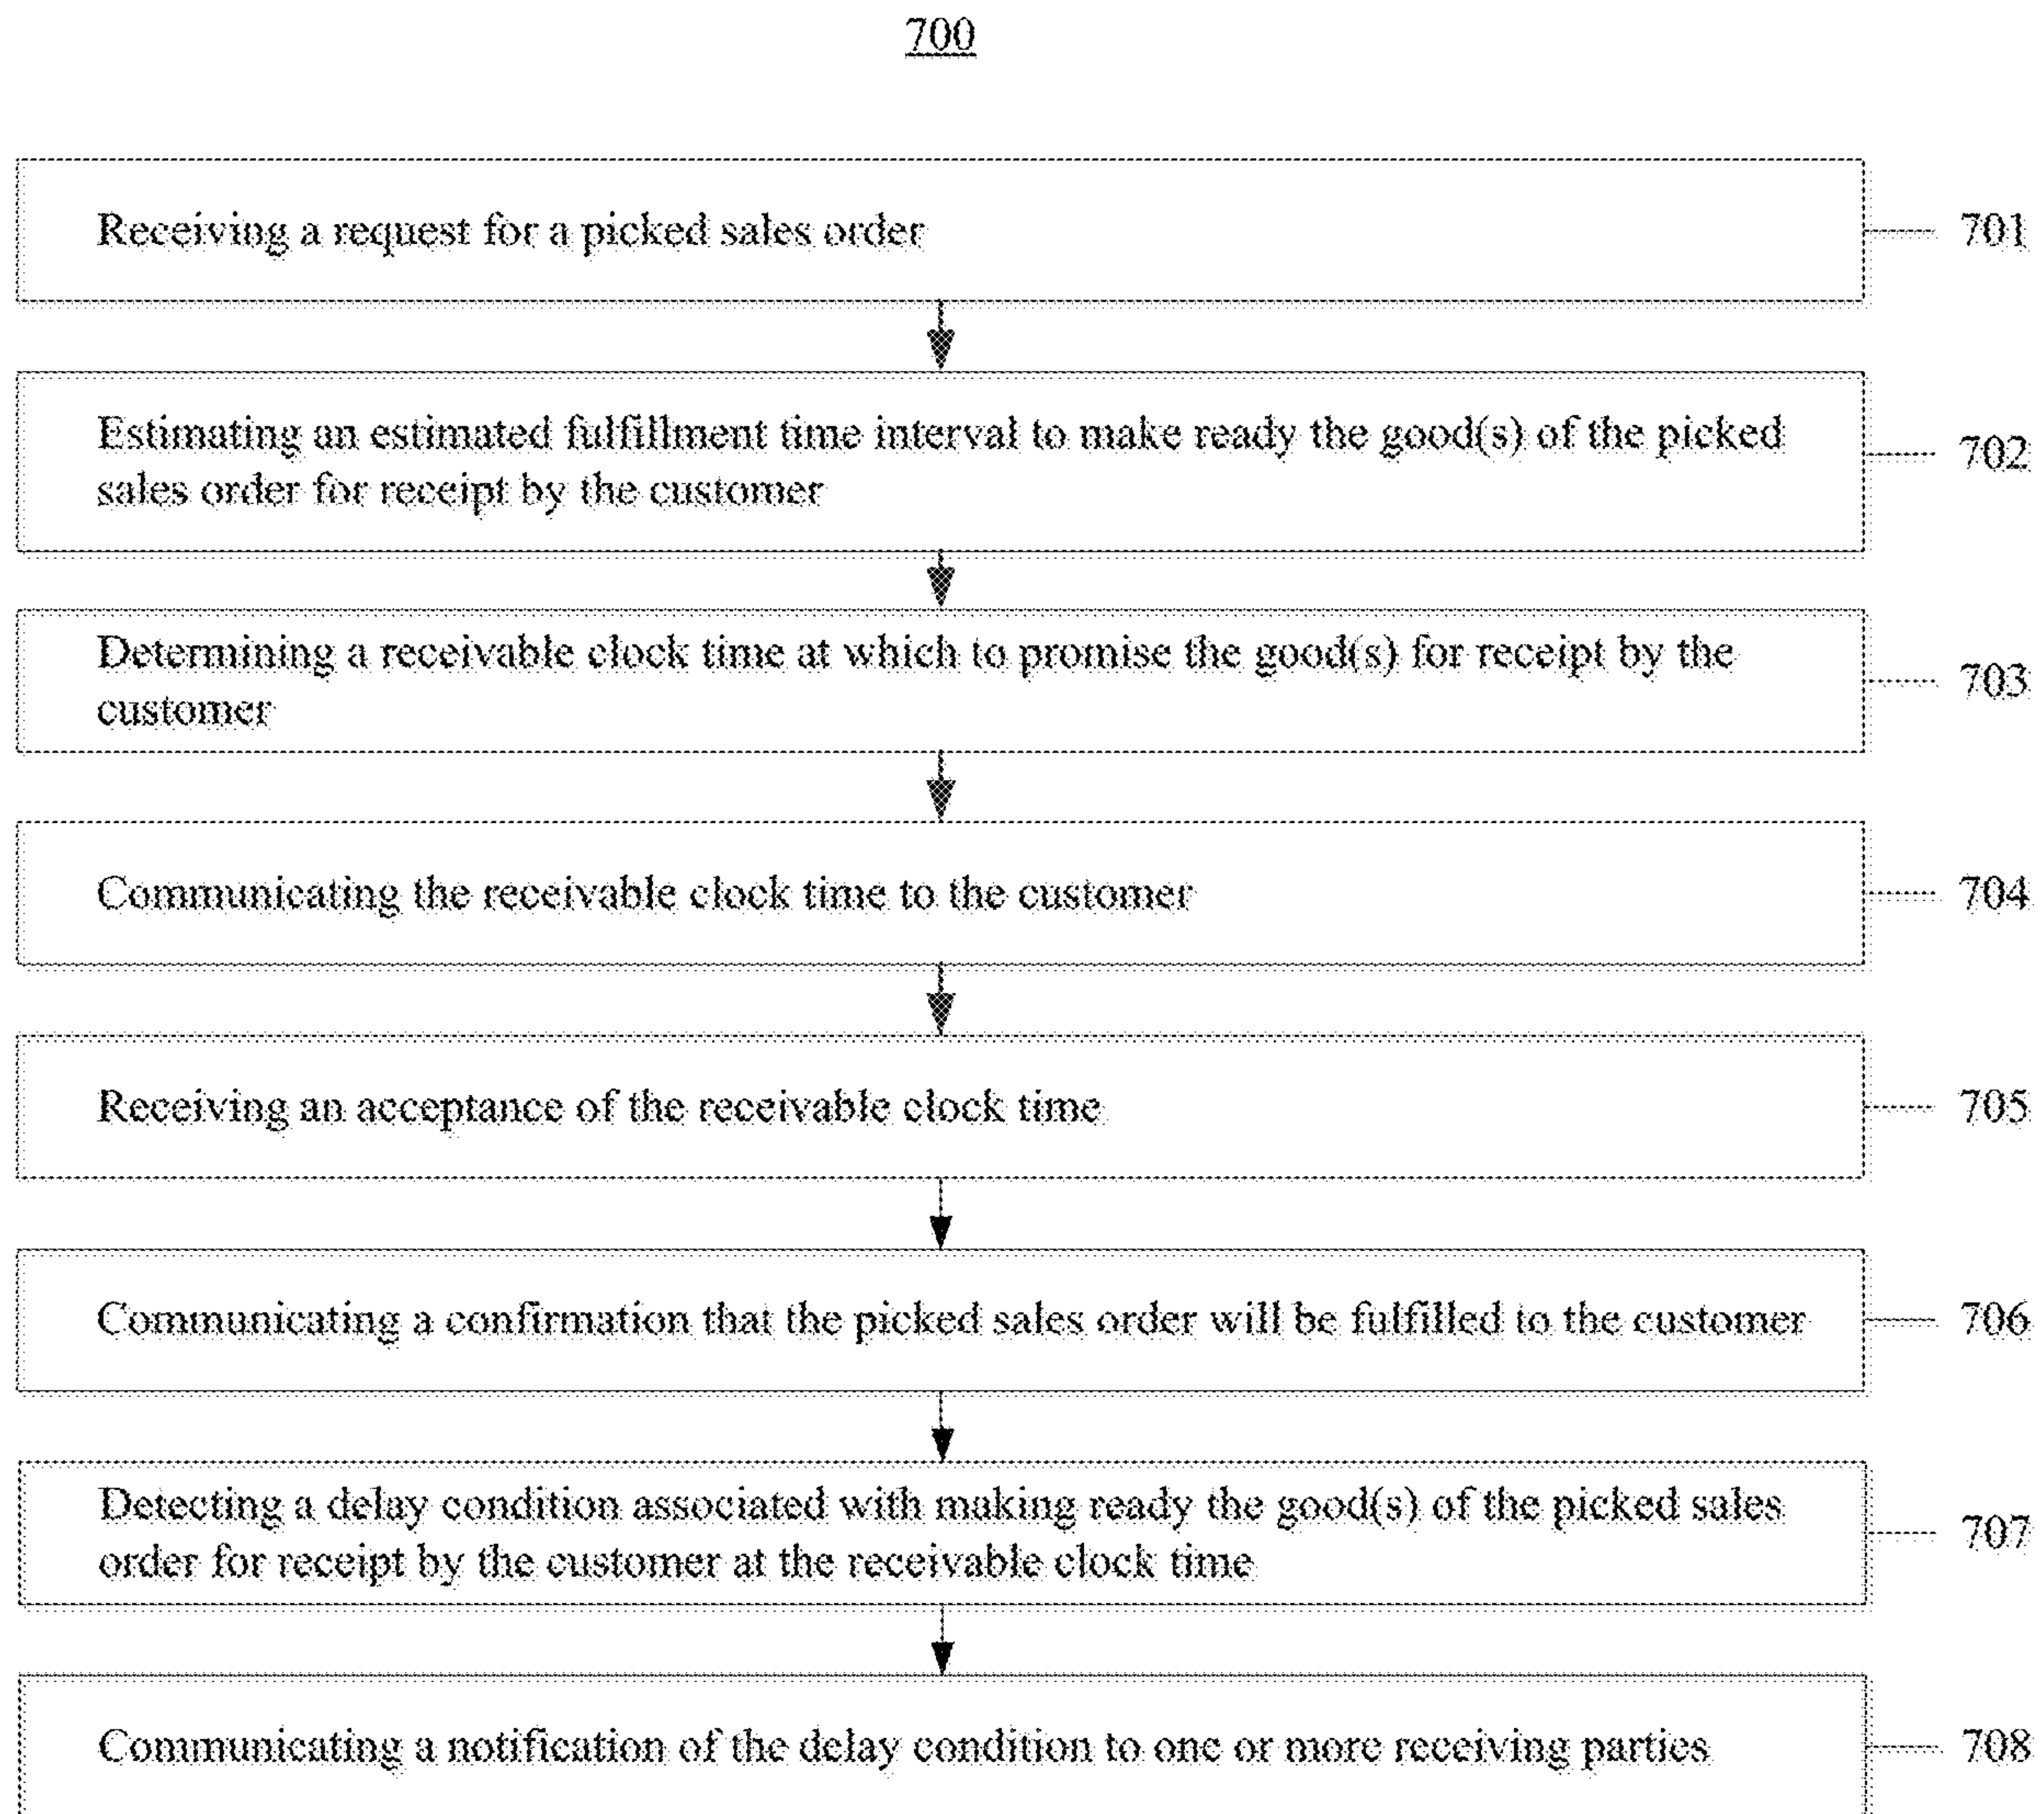 700
Receiving a request for a picked sales order
701
Estimating an estimated fulfillment time interval to make ready the good(s) of the picked
sales order for receipt by the customer
702
Determining a receivable clock time at which to promise the good(s) for receipt by the
customer
703
Communicating the receivable clock time to the customer
704
Receiving an acceptance of the receivable clock time
705
Communicating a confirmation that the picked sales order will be fulfilled to the customer
706
Detecting a delay condition associated with making ready the good(s) of the picked sales
order for receipt by the customer at the receivable clock time
707
Communicating a notification of the delay condition to one or more receiving parties
708